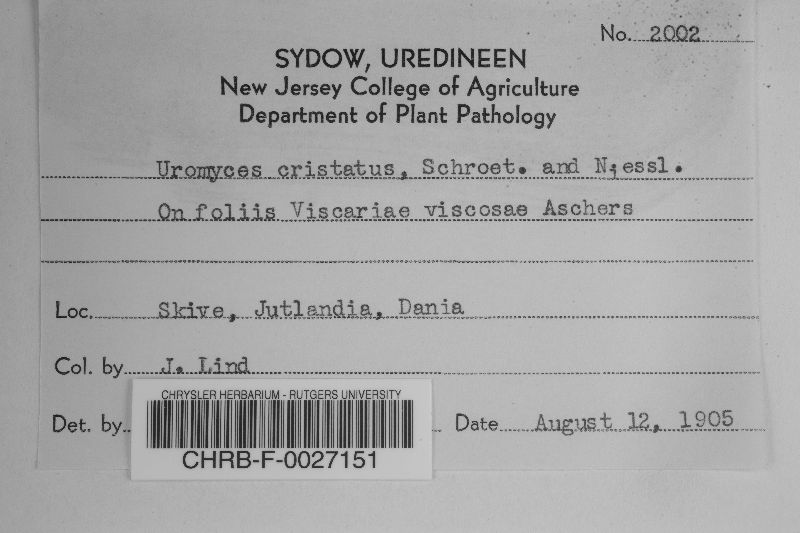 No. 2002
SYDOW, UREDINEEN
New Jersey College of Agriculture
Department of Plant Pathology
Uromyces cristatus, Schroet. and Niessl.
On foliis Viscariae viscosae Aschers
Loc. Skive, Jutlandia, Dania
Col. by J. Lind
Det. by
Date August 12, 1905
CHRYSLER HERBARIUM - RUTGERS UNIVERSITY
CHRB-F-0027151